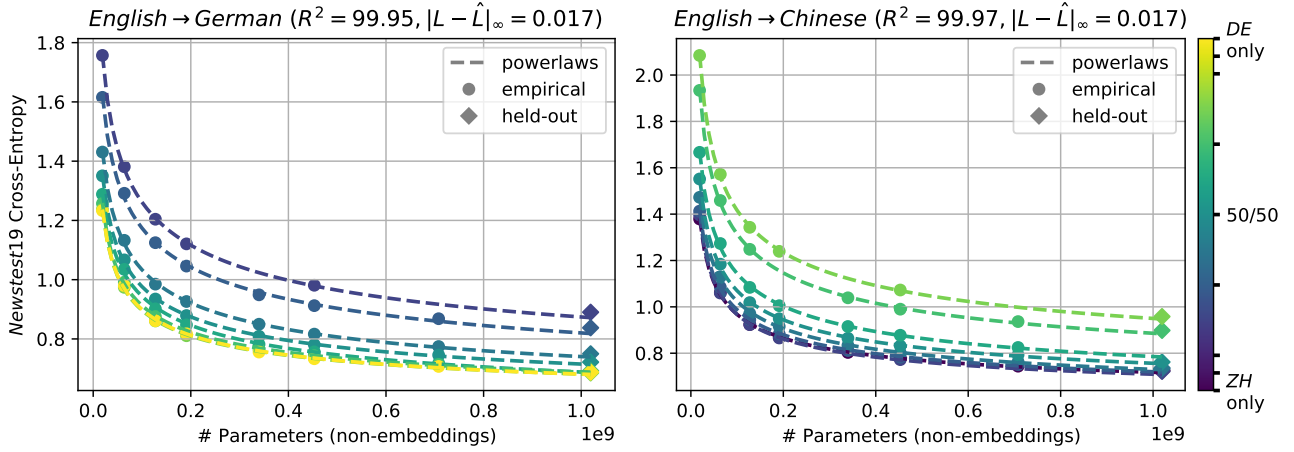 English→German (R² = 99.95, |L − L̂|∞ = 0.017)
1.8
1.6
1.4
1.2
1.0
0.8
0.0
0.2
0.4
0.6
0.8
1.0
1e9
Newstest19 Cross-Entropy
# Parameters (non-embeddings)
powerlaws
empirical
held-out
English→Chinese (R² = 99.97, |L − L̂|∞ = 0.017)
2.0
1.8
1.6
1.4
1.2
1.0
0.8
0.0
0.2
0.4
0.6
0.8
1.0
1e9
# Parameters (non-embeddings)
powerlaws
empirical
held-out
DE
only
50/50
ZH
only